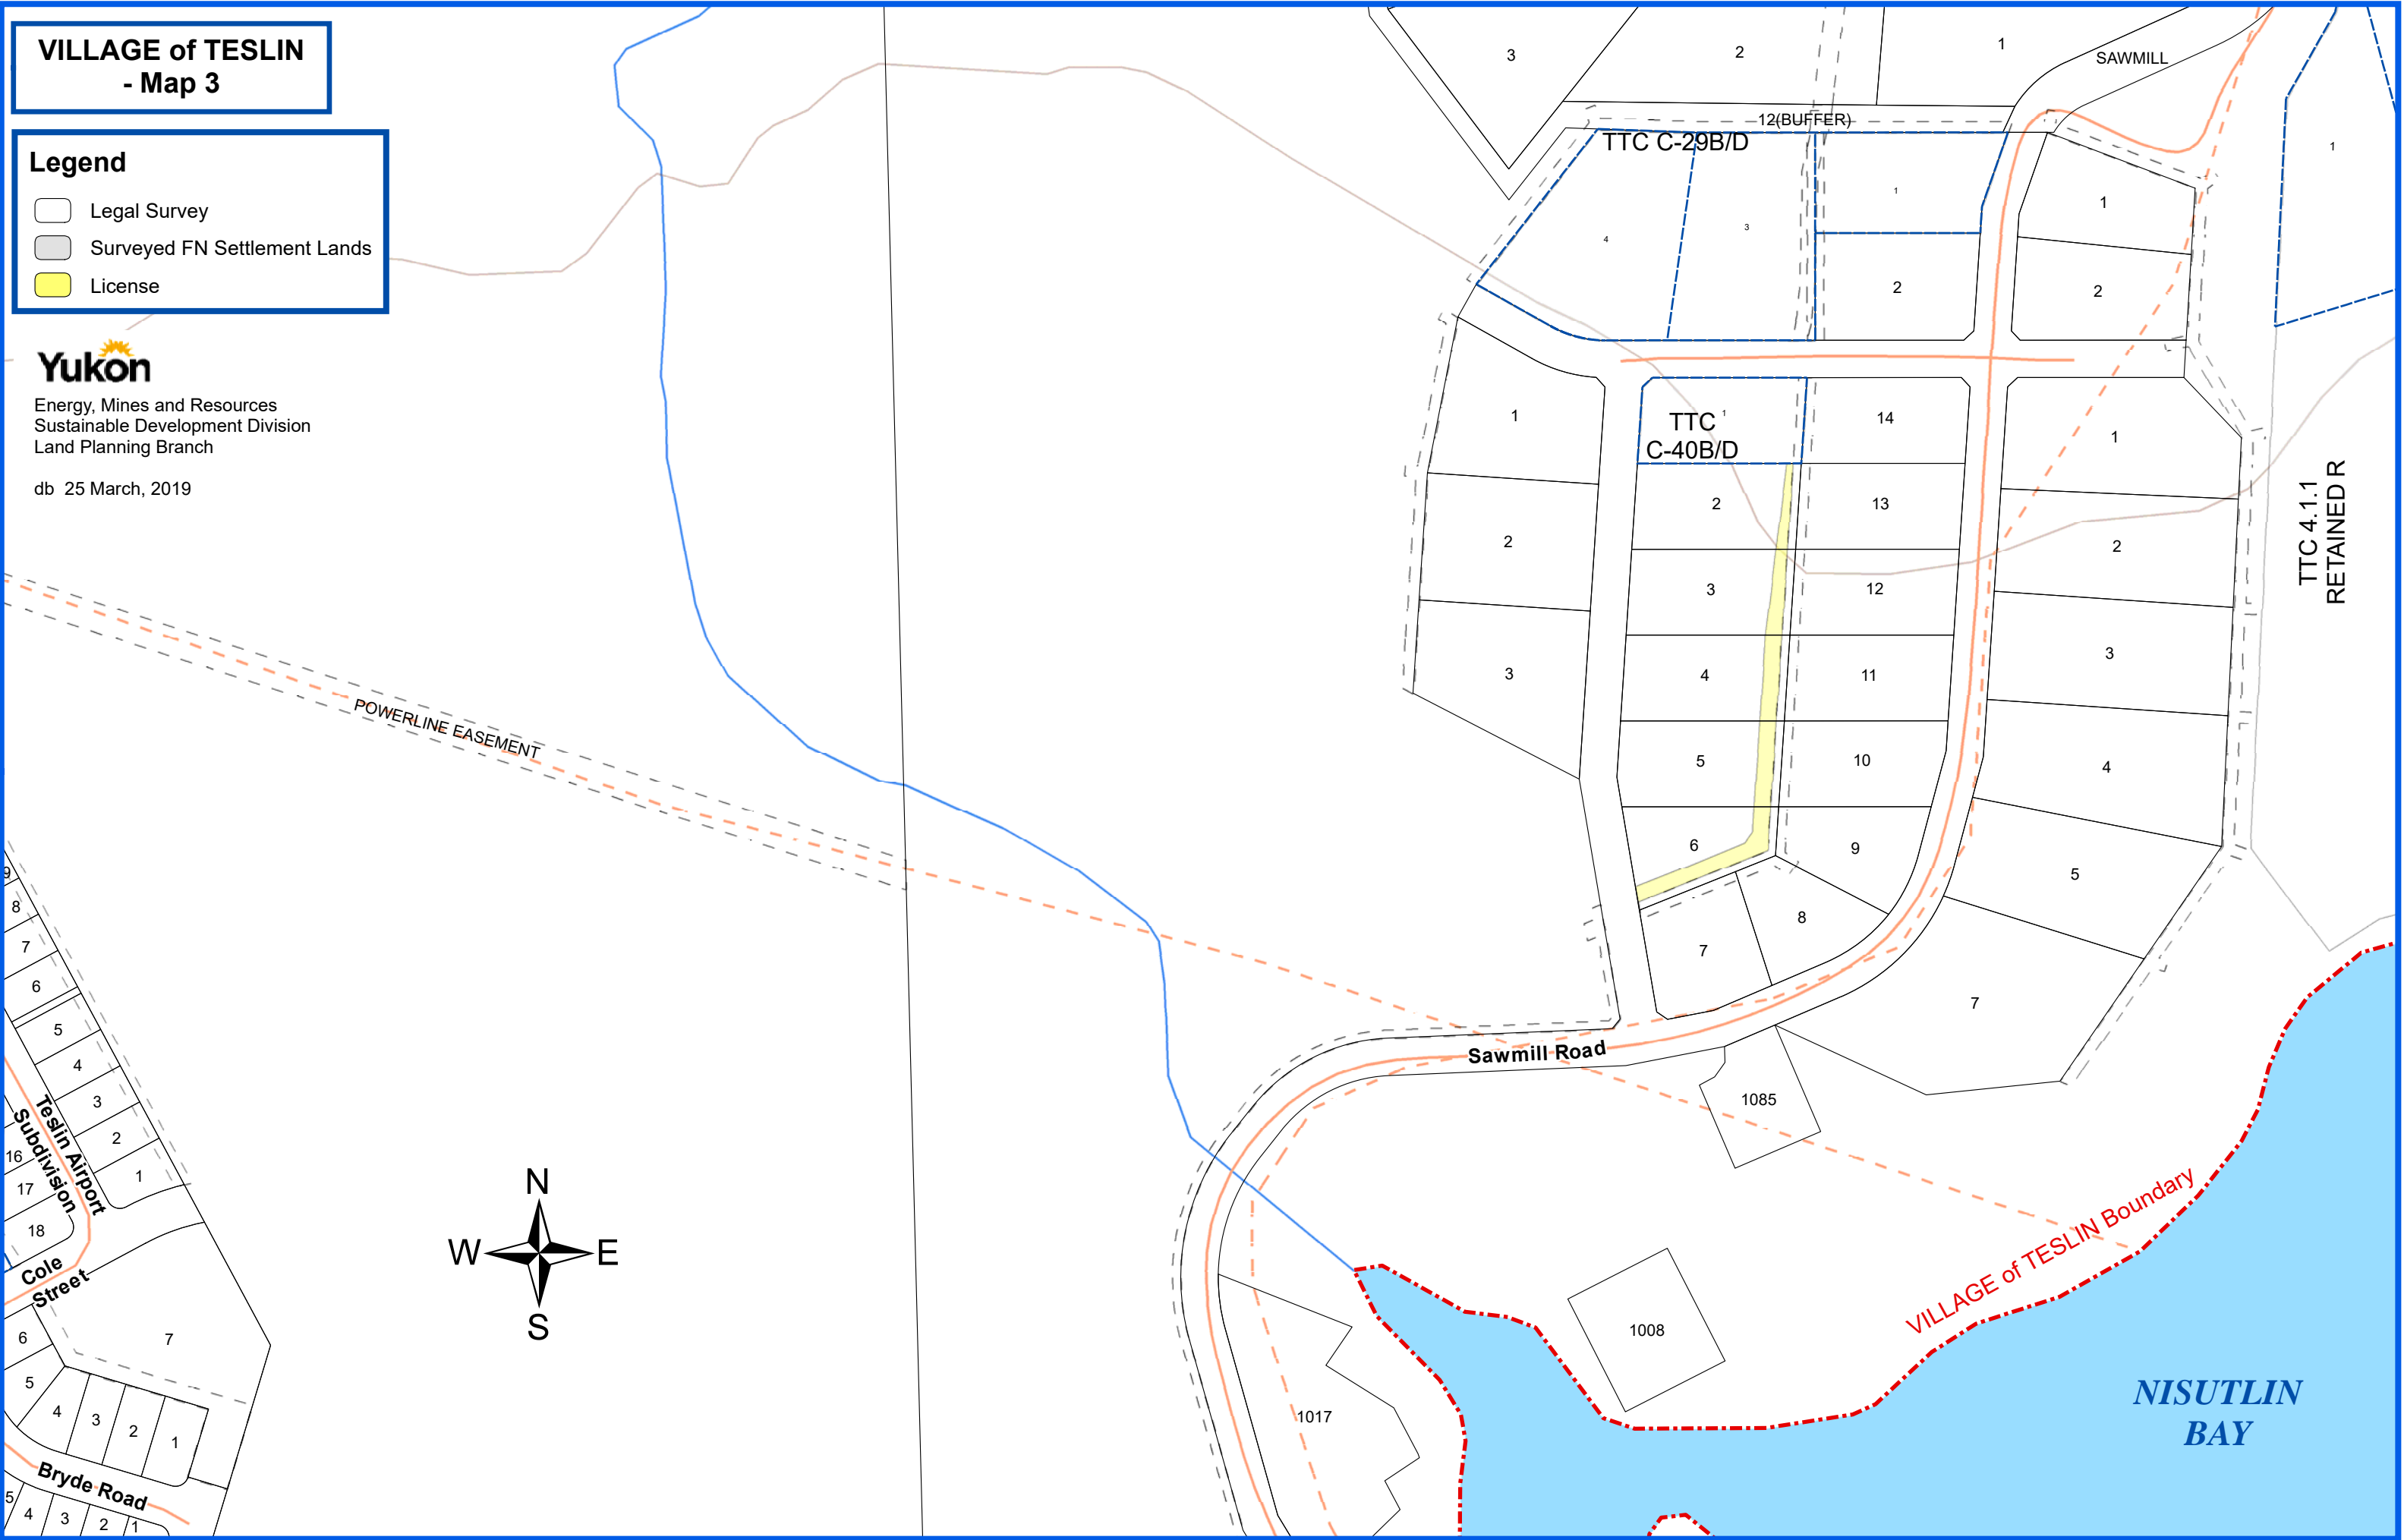 VILLAGE of TESLIN
- Map 3
Legend
Legal Survey
Surveyed FN Settlement Lands
License
Yukon
Energy, Mines and Resources
Sustainable Development Division
Land Planning Branch
db 25 March, 2019
3
2
1
SAWMILL
12(BUFFER)
TTC C-29B/D
4
3
1
2
1
2
1
1
2
3
TTC
C-40B/D
1
2
3
4
5
6
7
8
9
10
11
12
13
14
1
2
3
4
5
7
TTC 4.1.1
RETAINED R
POWERLINE EASEMENT
Sawmill Road
1085
1008
1017
VILLAGE of TESLIN Boundary
NISUTLIN
BAY
N
W
E
S
9
8
7
6
5
4
3
2
1
Teslin Airport
Subdivision
16
17
18
Cole
Street
7
6
5
4
3
2
1
Bryde Road
5
4
3
2
1